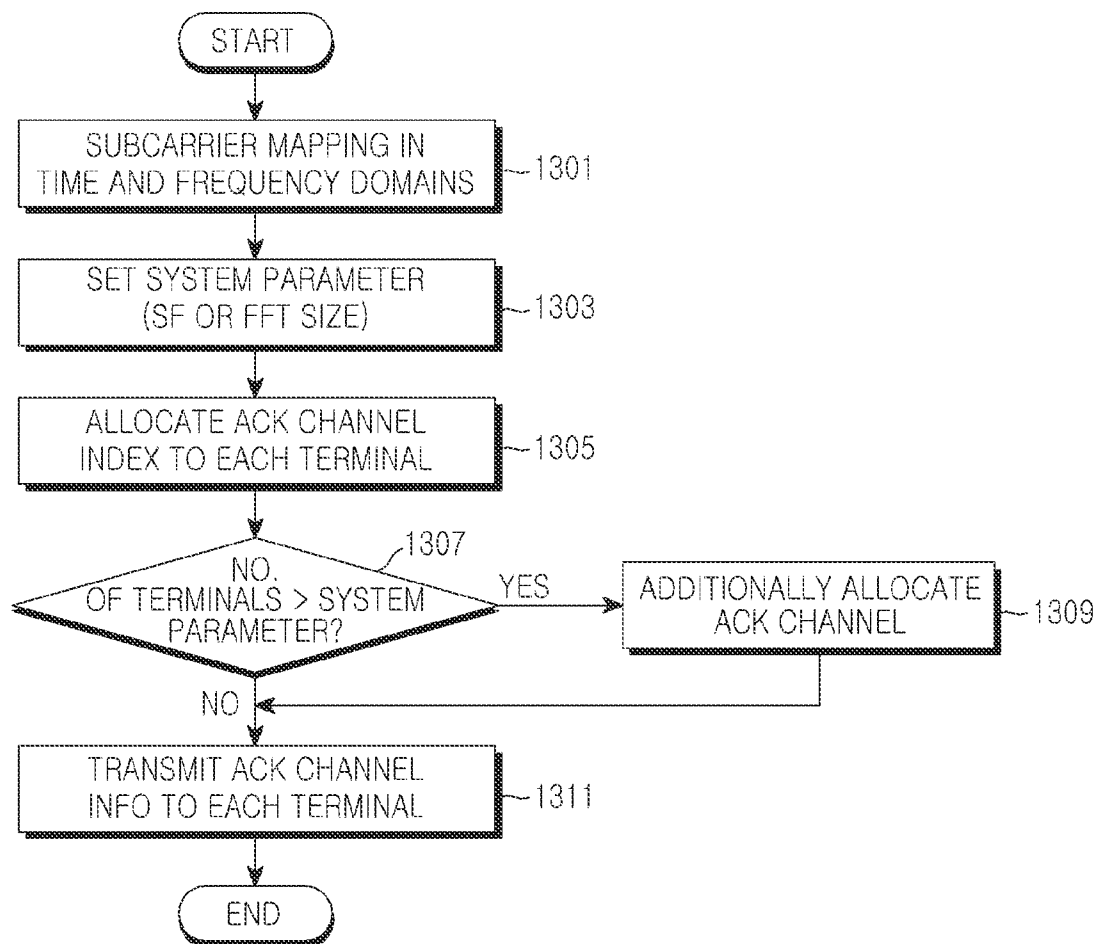 START
SUBCARRIER MAPPING IN
TIME AND FREQUENCY DOMAINS
1301
SET SYSTEM PARAMETER
(SF OR FFT SIZE)
1303
ALLOCATE ACK CHANNEL
INDEX TO EACH TERMINAL
1305
1307
NO.
OF TERMINALS > SYSTEM
PARAMETER?
YES
ADDITIONALLY ALLOCATE
ACK CHANNEL
1309
NO
TRANSMIT ACK CHANNEL
INFO TO EACH TERMINAL
1311
END